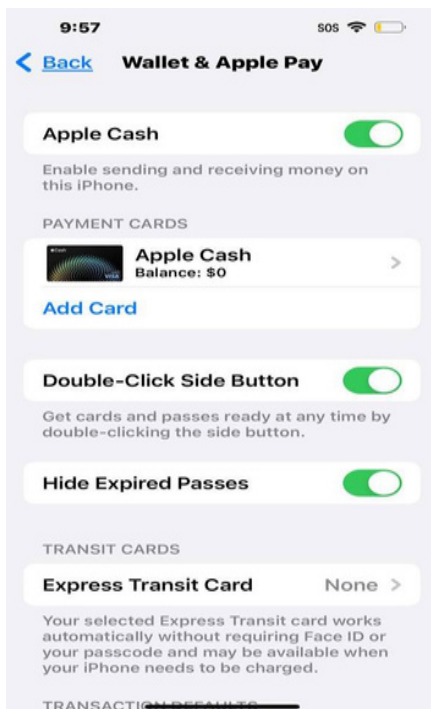 9:57 SOS
Back Wallet & Apple Pay
Apple Cash
Enable sending and receiving money on
this iPhone.
PAYMENT CARDS
Apple Cash
Balance: $0
VISA
Add Card
Double-Click Side Button
Get cards and passes ready at any time by
double-clicking the side button.
Hide Expired Passes
TRANSIT CARDS
Express Transit Card None
Your selected Express Transit card works
automatically without requiring Face ID or
your passcode and may be available when
your iPhone needs to be charged.
TRANSACTION DEFAULTS